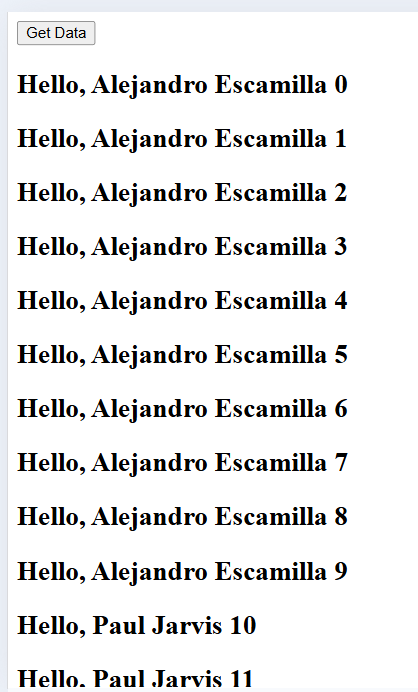 Get Data
Hello, Alejandro Escamilla 0
Hello, Alejandro Escamilla 1
Hello, Alejandro Escamilla 2
Hello, Alejandro Escamilla 3
Hello, Alejandro Escamilla 4
Hello, Alejandro Escamilla 5
Hello, Alejandro Escamilla 6
Hello, Alejandro Escamilla 7
Hello, Alejandro Escamilla 8
Hello, Alejandro Escamilla 9
Hello, Paul Jarvis 10
Hello, Paul Jarvis 11